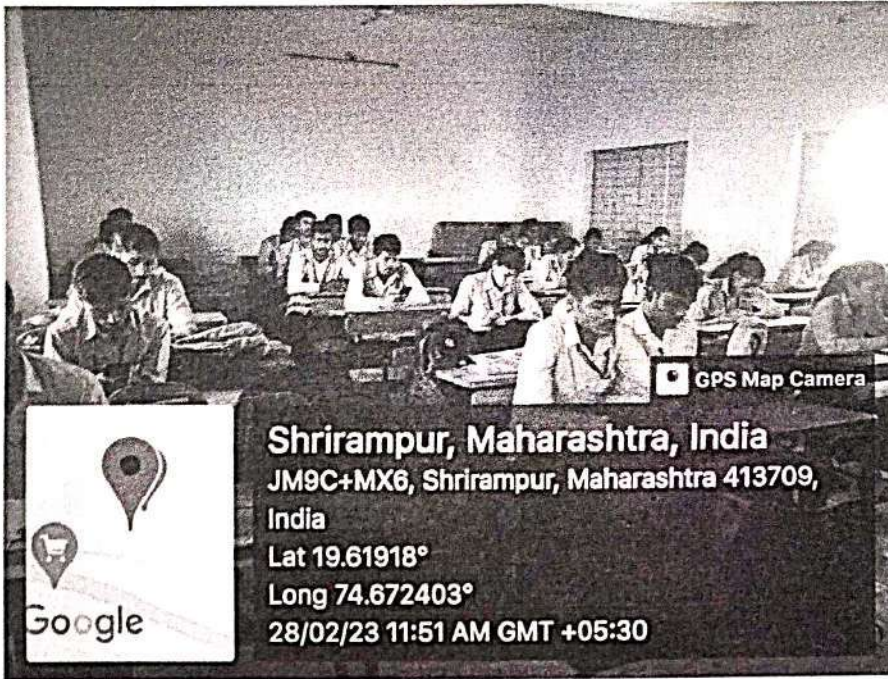 GPS Map Camera
Shrirampur, Maharashtra, India
JM9C+MX6, Shrirampur, Maharashtra 413709,
India
Lat 19.61918°
Long 74.672403°
28/02/23 11:51 AM GMT +05:30
Google